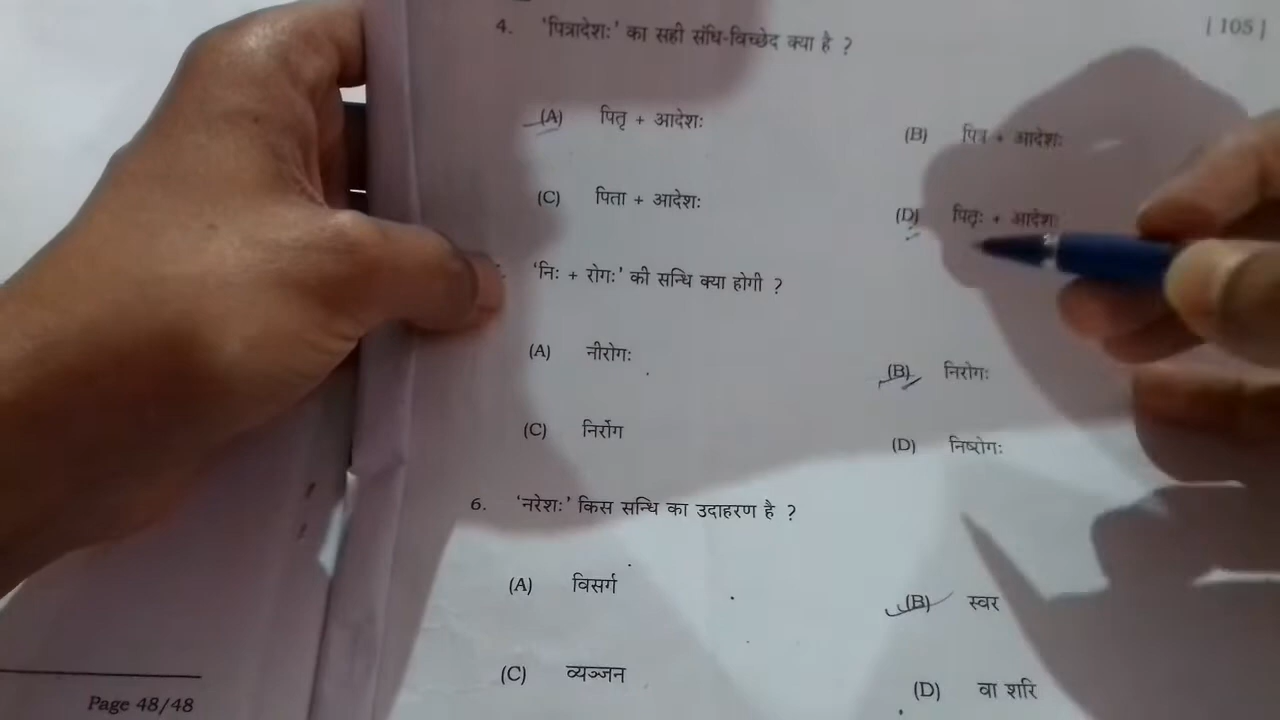 [ 105 ]
4. 'पित्रादेशः' का सही संधि-विच्छेद क्या है ?
(A) पितृ + आदेशः
(B) पित्र + आदेशः
(C) पिता + आदेशः
(D) पितृः + आदेशः
'निः + रोगः' की सन्धि क्या होगी ?
(A) नीरोगः
(B) निरोगः
(C) निर्रोग
(D) निष्रोगः
6. 'नरेशः' किस सन्धि का उदाहरण है ?
(A) विसर्ग
(B) स्वर
(C) व्यञ्जन
(D) वा शरि
Page 48/48